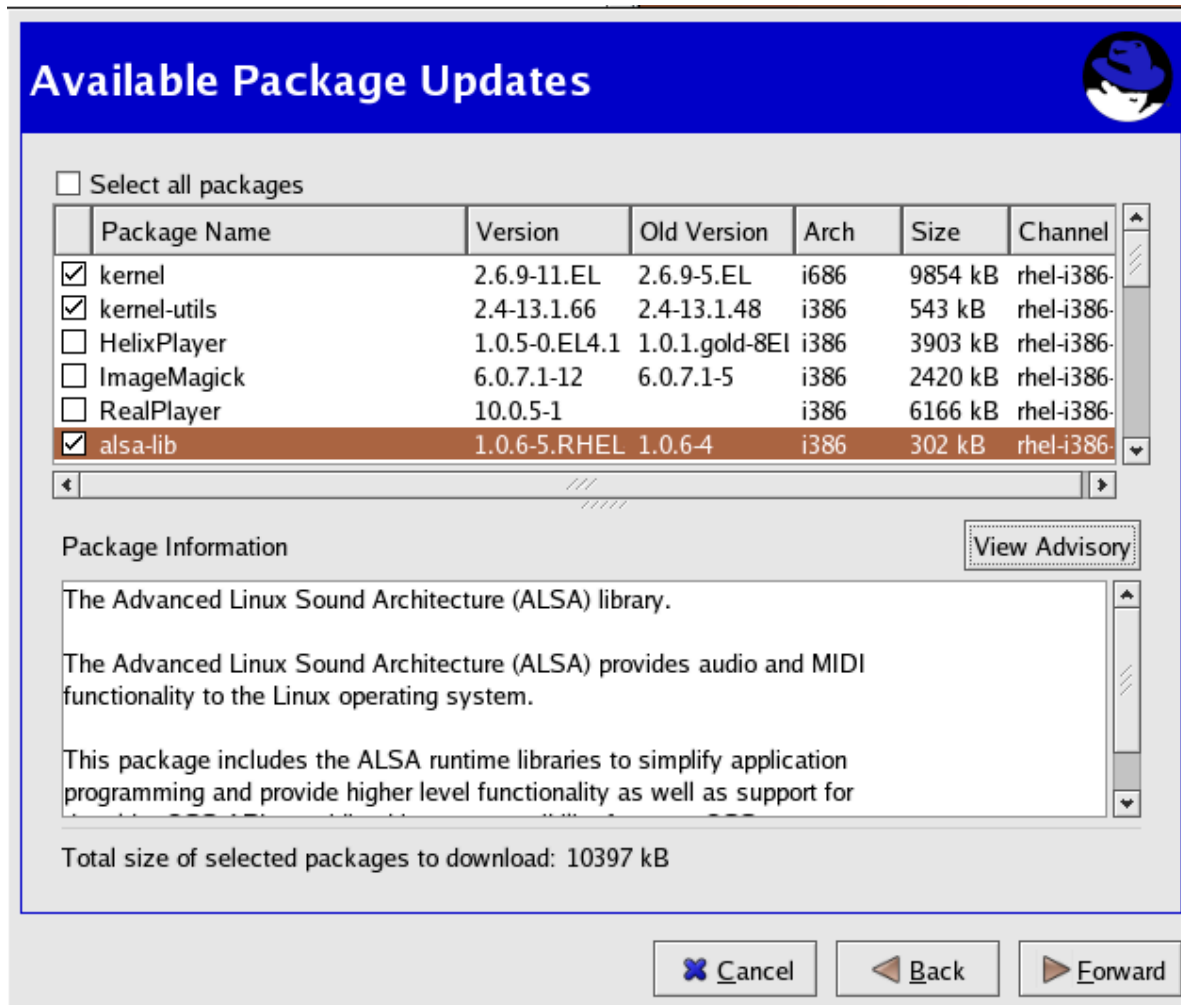 Available Package Updates
Select all packages
Package Name Version Old Version Arch Size Channel
kernel 2.6.9-11.EL 2.6.9-5.EL i686 9854 kB rhel-i386-
kernel-utils 2.4-13.1.66 2.4-13.1.48 i386 543 kB rhel-i386-
HelixPlayer 1.0.5-0.EL4.1 1.0.1.gold-8EL i386 3903 kB rhel-i386-
ImageMagick 6.0.7.1-12 6.0.7.1-5 i386 2420 kB rhel-i386-
RealPlayer 10.0.5-1 i386 6166 kB rhel-i386-
alsa-lib 1.0.6-5.RHEL 1.0.6-4 i386 302 kB rhel-i386-
Package Information View Advisory
The Advanced Linux Sound Architecture (ALSA) library.
The Advanced Linux Sound Architecture (ALSA) provides audio and MIDI
functionality to the Linux operating system.
This package includes the ALSA runtime libraries to simplify application
programming and provide higher level functionality as well as support for
Total size of selected packages to download: 10397 kB
Cancel Back Forward